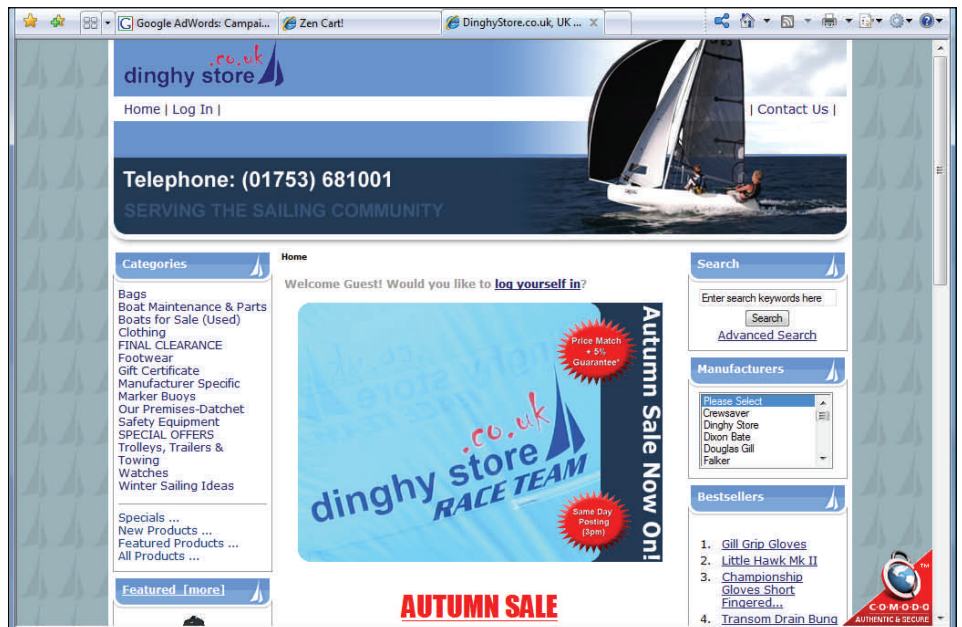 Google AdWords: Campai...
Zen Cart!
DinghyStore.co.uk, UK ...
.co.uk
dinghy store
Home | Log In |
| Contact Us |
Telephone: (01753) 681001
SERVING THE SAILING COMMUNITY
Categories
Bags
Boat Maintenance & Parts
Boats for Sale (Used)
Clothing
FINAL CLEARANCE
Footwear
Gift Certificate
Manufacturer Specific
Marker Buoys
Our Premises-Datchet
Safety Equipment
SPECIAL OFFERS
Trolleys, Trailers &
Towing
Watches
Winter Sailing Ideas
Specials ...
New Products ...
Featured Products ...
All Products ...
Featured [more]
Home
Welcome Guest! Would you like to log yourself in?
Price Match
+ 5%
Guarantee*
.co.uk
dinghy store
RACE TEAM
Same Day
Posting
(3pm)
Autumn Sale Now On!
AUTUMN SALE
Search
Enter search keywords here
Search
Advanced Search
Manufacturers
Please Select
Crewsaver
Dinghy Store
Dixon Bate
Douglas Gill
Falker
Bestsellers
1. Gill Grip Gloves
2. Little Hawk Mk II
3. Championship
Gloves Short
Fingered...
4. Transom Drain Bung
TM
C·O·M·O·D·O
AUTHENTIC & SECURE